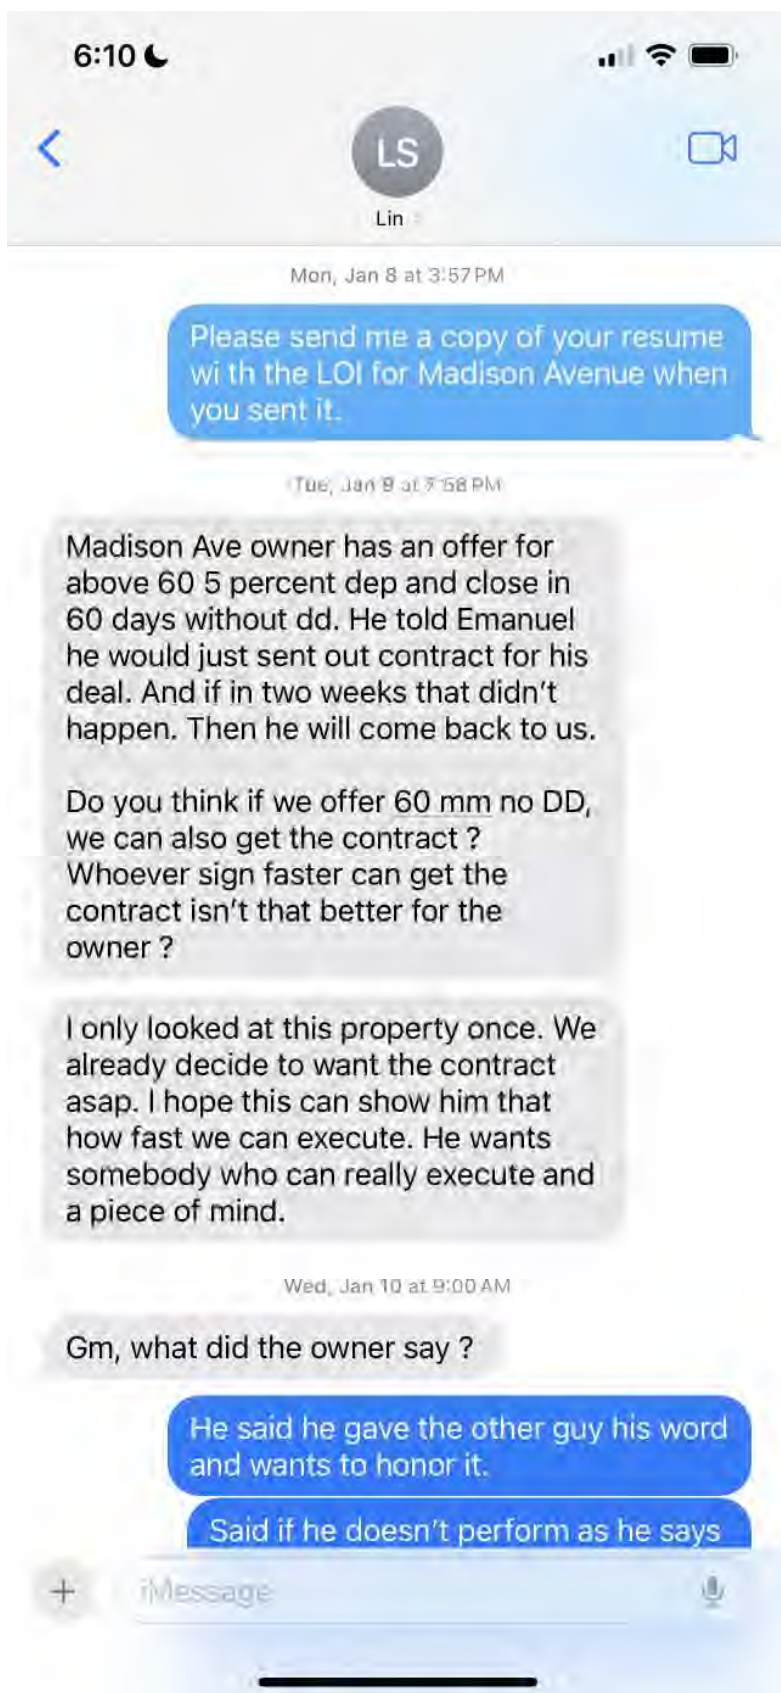 6:10
LS
Lin
Mon, Jan 8 at 3:57 PM
Please send me a copy of your resume
wi th the LOI for Madison Avenue when
you sent it.
Tue, Jan 9 at 7:58 PM
Madison Ave owner has an offer for
above 60 5 percent dep and close in
60 days without dd. He told Emanuel
he would just sent out contract for his
deal. And if in two weeks that didn't
happen. Then he will come back to us.
Do you think if we offer 60 mm no DD,
we can also get the contract ?
Whoever sign faster can get the
contract isn't that better for the
owner ?
I only looked at this property once. We
already decide to want the contract
asap. I hope this can show him that
how fast we can execute. He wants
somebody who can really execute and
a piece of mind.
Wed, Jan 10 at 9:00 AM
Gm, what did the owner say ?
He said he gave the other guy his word
and wants to honor it.
Said if he doesn't perform as he says
iMessage